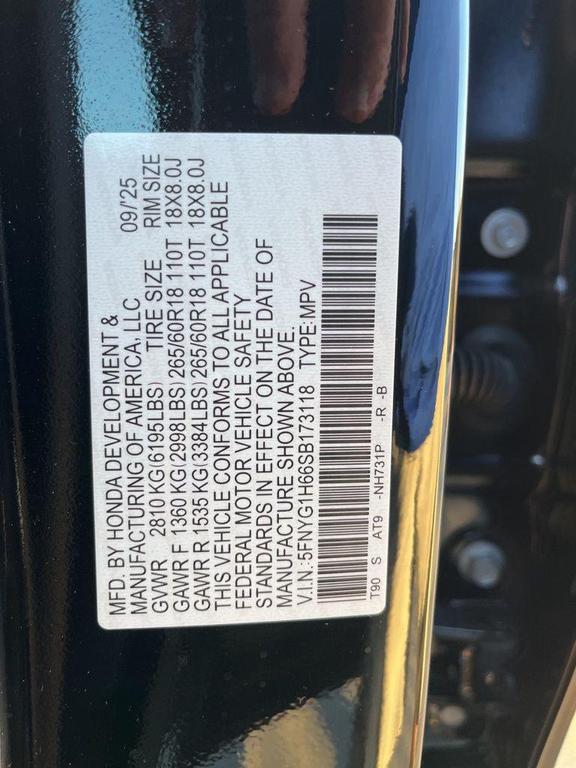 MFD. BY HONDA DEVELOPMENT &
MANUFACTURING OF AMERICA, LLC 09/'25
GVWR 2810 KG(6195LBS) TIRE SIZE RIM SIZE
GAWR F 1360 KG(2998LBS)265/60R18 110T 18X8.0J
GAWR R 1535 KG(3384LBS)265/60R18 110T 18X8.0J
THIS VEHICLE CONFORMS TO ALL APPLICABLE
FEDERAL MOTOR VEHICLE SAFETY
STANDARDS IN EFFECT ON THE DATE OF
MANUFACTURE SHOWN ABOVE.
V.I.N.:5FNYG1H66SB173118 TYPE:MPV
T90 S AT9 -NH731P -R -B